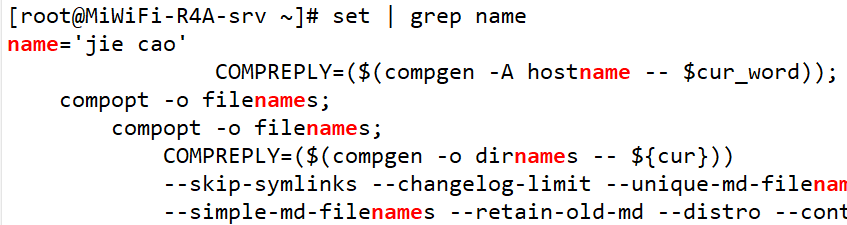 [root@MiWiFi-R4A-srv ~]# set | grep name
name='jie cao'
COMPREPLY=($(compgen -A hostname -- $cur_word));
compopt -o filenames;
compopt -o filenames;
COMPREPLY=($(compgen -o dirnames -- ${cur}))
--skip-symlinks --changelog-limit --unique-md-filenam
--simple-md-filenames --retain-old-md --distro --cont